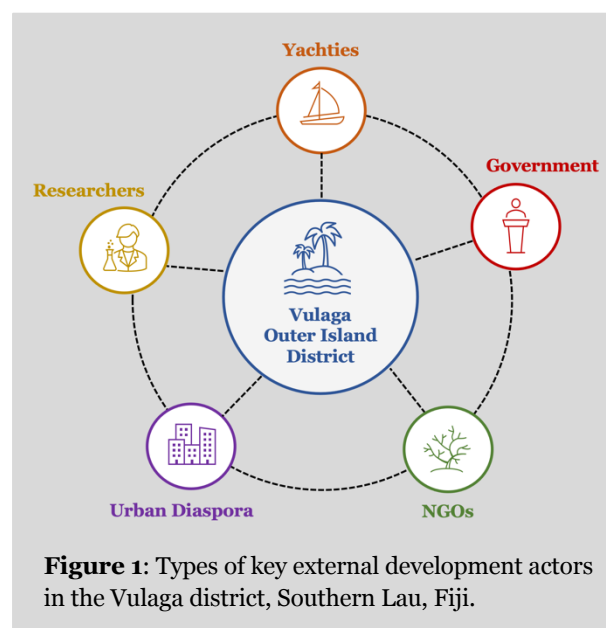 Yachties
Government
Researchers
Vulaga
Outer Island
District
Urban Diaspora
NGOs
Figure 1: Types of key external development actors
in the Vulaga district, Southern Lau, Fiji.